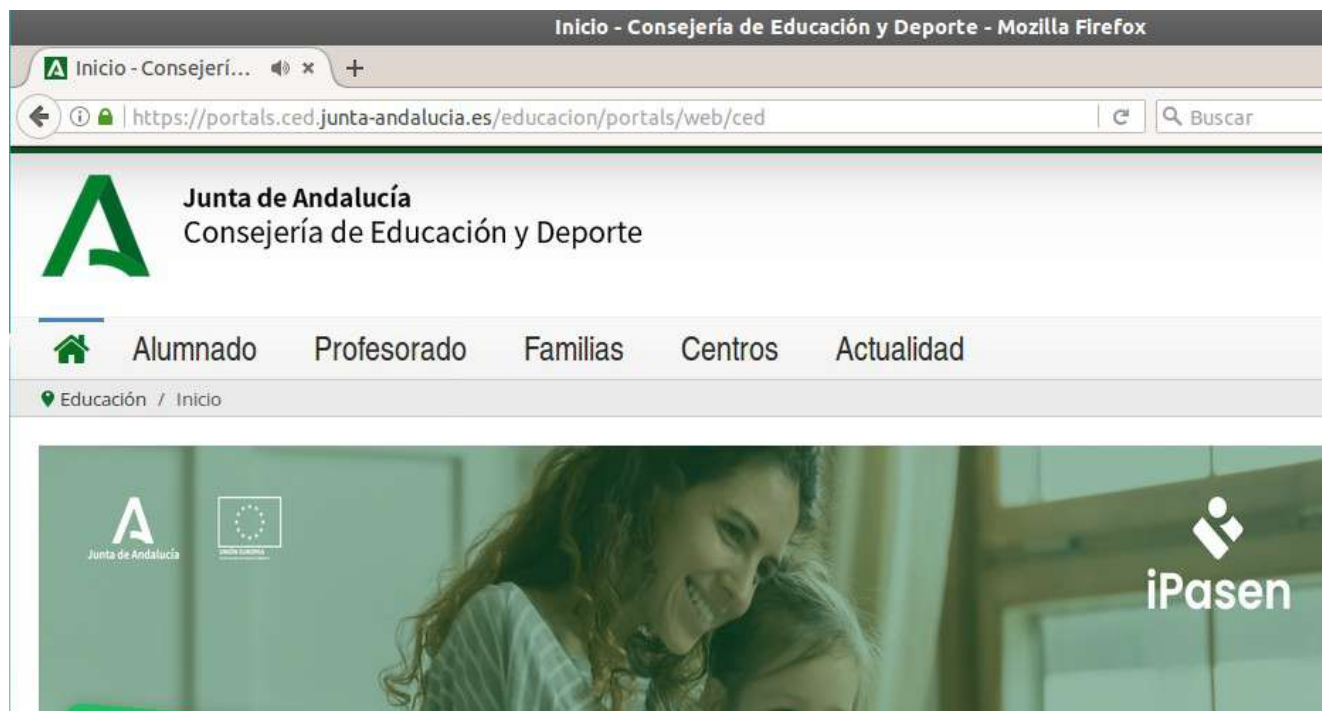 Inicio - Consejería de Educación y Deporte - Mozilla Firefox
Inicio - Consejerí...
https://portals.ced.junta-andalucia.es/educacion/portals/web/ced
Buscar
Junta de Andalucía
Consejería de Educación y Deporte
Alumnado Profesorado Familias Centros Actualidad
Educación / Inicio
Junta de Andalucía
UNIÓN EUROPEA
iPasen